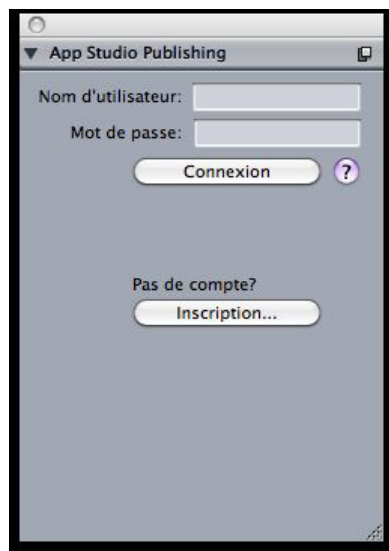 App Studio Publishing
Nom d'utilisateur:
Mot de passe:
Connexion ?
Pas de compte?
Inscription...